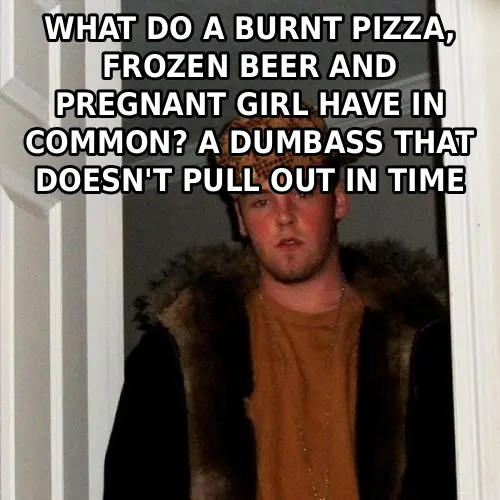 WHAT DO A BURNT PIZZA,
FROZEN BEER AND
PREGNANT GIRL HAVE IN
COMMON? A DUMBASS THAT
DOESN'T PULL OUT IN TIME